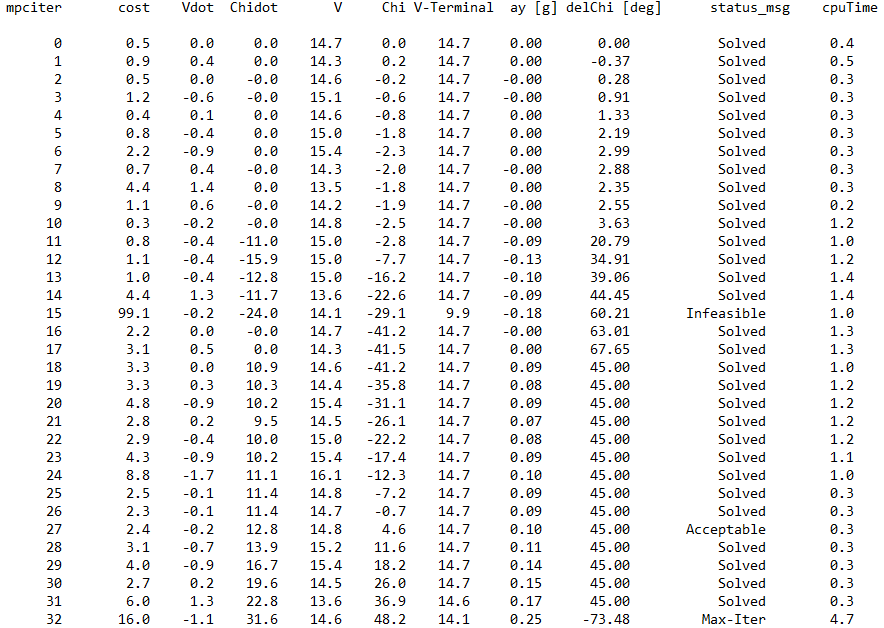 mpciter cost Vdot Chidot V Chi V-Terminal ay [g] delChi [deg] status_msg cpuTime
0 0.5 0.0 0.0 14.7 0.0 14.7 0.00 0.00 Solved 0.4
1 0.9 0.4 0.0 14.3 0.2 14.7 0.00 -0.37 Solved 0.5
2 0.5 0.0 -0.0 14.6 -0.2 14.7 -0.00 0.28 Solved 0.3
3 1.2 -0.6 -0.0 15.1 -0.6 14.7 -0.00 0.91 Solved 0.3
4 0.4 0.1 0.0 14.6 -0.8 14.7 0.00 1.33 Solved 0.3
5 0.8 -0.4 0.0 15.0 -1.8 14.7 0.00 2.19 Solved 0.3
6 2.2 -0.9 0.0 15.4 -2.3 14.7 0.00 2.99 Solved 0.3
7 0.7 0.4 -0.0 14.3 -2.0 14.7 -0.00 2.88 Solved 0.3
8 4.4 1.4 0.0 13.5 -1.8 14.7 0.00 2.35 Solved 0.3
9 1.1 0.6 -0.0 14.2 -1.9 14.7 -0.00 2.55 Solved 0.2
10 0.3 -0.2 -0.0 14.8 -2.5 14.7 -0.00 3.63 Solved 1.2
11 0.8 -0.4 -11.0 15.0 -2.8 14.7 -0.09 20.79 Solved 1.0
12 1.1 -0.4 -15.9 15.0 -7.7 14.7 -0.13 34.91 Solved 1.2
13 1.0 -0.4 -12.8 15.0 -16.2 14.7 -0.10 39.06 Solved 1.4
14 4.4 1.3 -11.7 13.6 -22.6 14.7 -0.09 44.45 Solved 1.4
15 99.1 -0.2 -24.0 14.1 -29.1 9.9 -0.18 60.21 Infeasible 1.0
16 2.2 0.0 -0.0 14.7 -41.2 14.7 -0.00 63.01 Solved 1.3
17 3.1 0.5 0.0 14.3 -41.5 14.7 0.00 67.65 Solved 1.3
18 3.3 0.0 10.9 14.6 -41.2 14.7 0.09 45.00 Solved 1.0
19 3.3 0.3 10.3 14.4 -35.8 14.7 0.08 45.00 Solved 1.2
20 4.8 -0.9 10.2 15.4 -31.1 14.7 0.09 45.00 Solved 1.2
21 2.8 0.2 9.5 14.5 -26.1 14.7 0.07 45.00 Solved 1.2
22 2.9 -0.4 10.0 15.0 -22.2 14.7 0.08 45.00 Solved 1.2
23 4.3 -0.9 10.2 15.4 -17.4 14.7 0.09 45.00 Solved 1.1
24 8.8 -1.7 11.1 16.1 -12.3 14.7 0.10 45.00 Solved 1.0
25 2.5 -0.1 11.4 14.8 -7.2 14.7 0.09 45.00 Solved 0.3
26 2.3 -0.1 11.4 14.7 -0.7 14.7 0.09 45.00 Solved 0.3
27 2.4 -0.2 12.8 14.8 4.6 14.7 0.10 45.00 Acceptable 0.3
28 3.1 -0.7 13.9 15.2 11.6 14.7 0.11 45.00 Solved 0.3
29 4.0 -0.9 16.7 15.4 18.2 14.7 0.14 45.00 Solved 0.3
30 2.7 0.2 19.6 14.5 26.0 14.7 0.15 45.00 Solved 0.3
31 6.0 1.3 22.8 13.6 36.9 14.6 0.17 45.00 Solved 0.3
32 16.0 -1.1 31.6 14.6 48.2 14.1 0.25 -73.48 Max-Iter 4.7